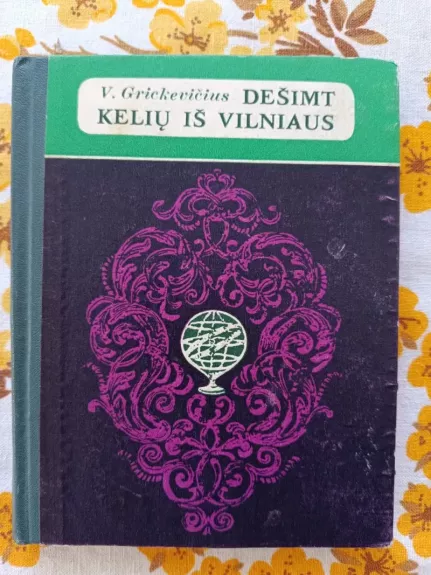 V. Grickevičius DEŠIMT
KELIŲ IŠ VILNIAUS